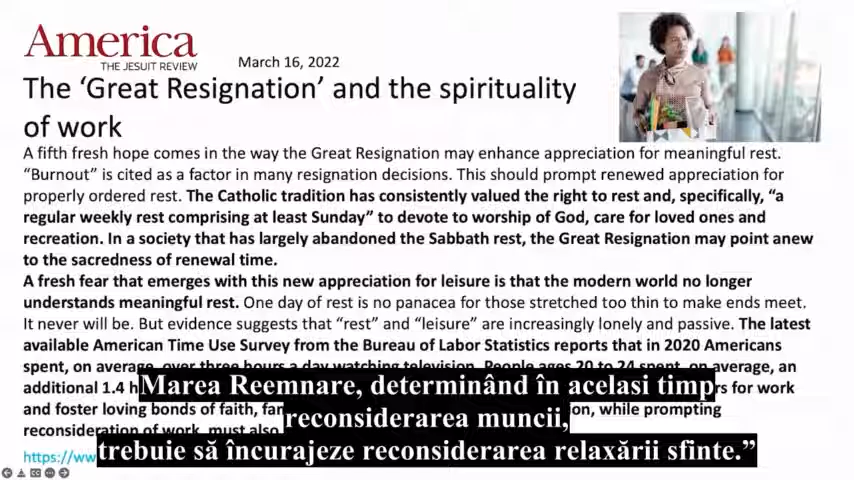 America
THE JESUIT REVIEW
March 16, 2022
The ‘Great Resignation’ and the spirituality
of work
A fifth fresh hope comes in the way the Great Resignation may enhance appreciation for meaningful rest.
“Burnout” is cited as a factor in many resignation decisions. This should prompt renewed appreciation for
properly ordered rest. The Catholic tradition has consistently valued the right to rest and, specifically, “a
regular weekly rest comprising at least Sunday” to devote to worship of God, care for loved ones and
recreation. In a society that has largely abandoned the Sabbath rest, the Great Resignation may point anew
to the sacredness of renewal time.
A fresh fear that emerges with this new appreciation for leisure is that the modern world no longer
understands meaningful rest. One day of rest is no panacea for those stretched too thin to make ends meet.
It never will be. But evidence suggests that “rest” and “leisure” are increasingly lonely and passive. The latest
available American Time Use Survey from the Bureau of Labor Statistics reports that in 2020 Americans
spent, on average, over three hours a day watching television. People ages 20 to 24 spent, on average, an
additional 1.4 for work
and foster loving bonds of faith, while prompting
reconsideration of work, must also
https://ww
Marea Reemnare, determinând în acelasi timp
reconsiderarea muncii,
trebuie să încurajeze reconsiderarea relaxării sfinte.”